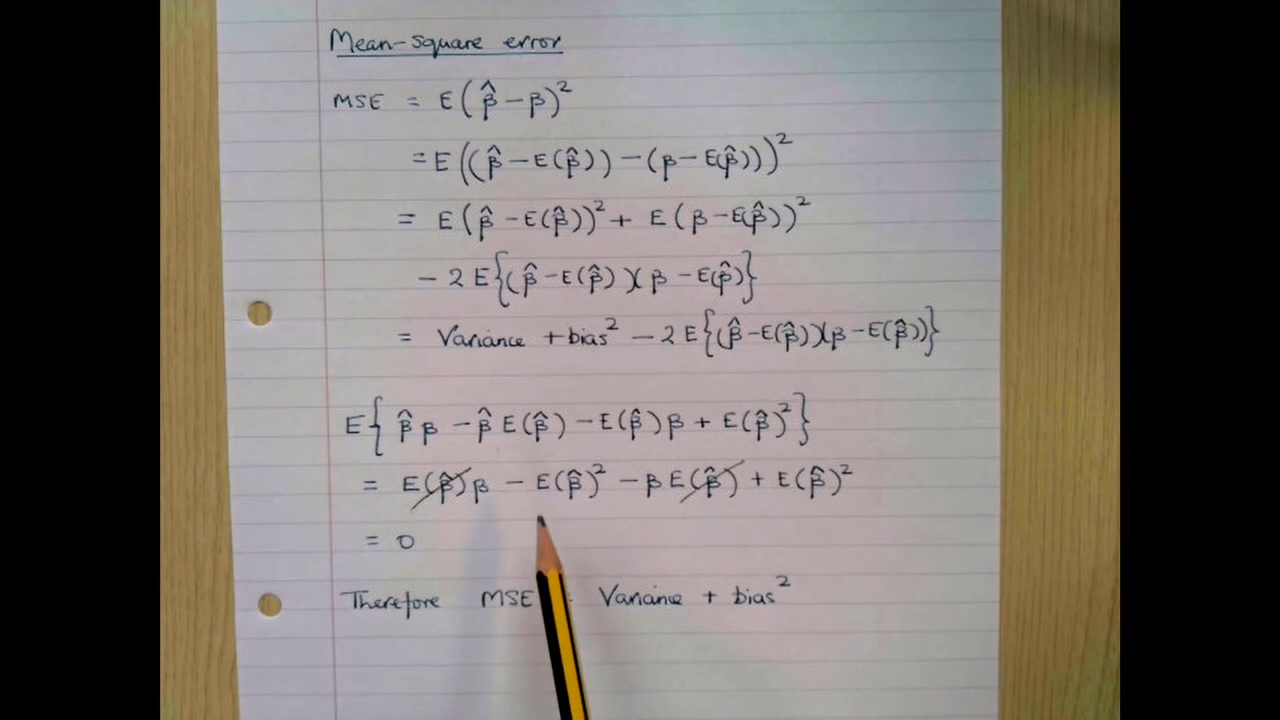 Mean-square error
MSE = E(β̂ − β)²
= E((β̂ − E(β̂)) − (β − E(β̂)))²
= E(β̂ − E(β̂))² + E(β − E(β̂))²
− 2E{(β̂ − E(β̂))(β − E(β̂)}
= Variance + bias² − 2E{(β̂ − E(β̂))(β − E(β̂))}
E{β̂β − β̂E(β̂) − E(β̂)β + E(β̂)²}
= E(β̂)β − E(β̂)² − βE(β̂) + E(β̂)²
= 0
Therefore MSE = Variance + bias²